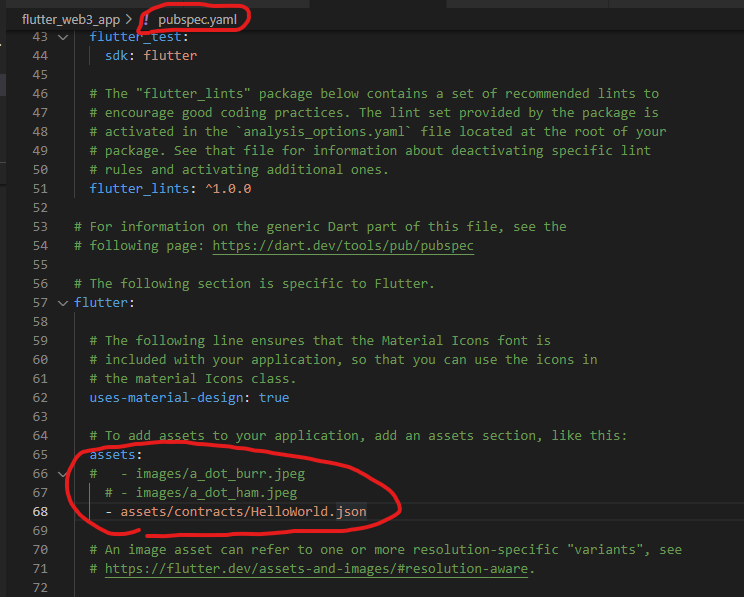 flutter_web3_app > ! pubspec.yaml
43 flutter_test:
44 sdk: flutter
45
46 # The "flutter_lints" package below contains a set of recommended lints to
47 # encourage good coding practices. The lint set provided by the package is
48 # activated in the `analysis_options.yaml` file located at the root of your
49 # package. See that file for information about deactivating specific lint
50 # rules and activating additional ones.
51 flutter_lints: ^1.0.0
52
53 # For information on the generic Dart part of this file, see the
54 # following page: https://dart.dev/tools/pub/pubspec
55
56 # The following section is specific to Flutter.
57 flutter:
58
59 # The following line ensures that the Material Icons font is
60 # included with your application, so that you can use the icons in
61 # the material Icons class.
62 uses-material-design: true
63
64 # To add assets to your application, add an assets section, like this:
65 assets:
66 #   - images/a_dot_burr.jpeg
67 # - images/a_dot_ham.jpeg
68 - assets/contracts/HelloWorld.json
69
70 # An image asset can refer to one or more resolution-specific "variants", see
71 # https://flutter.dev/assets-and-images/#resolution-aware.
72